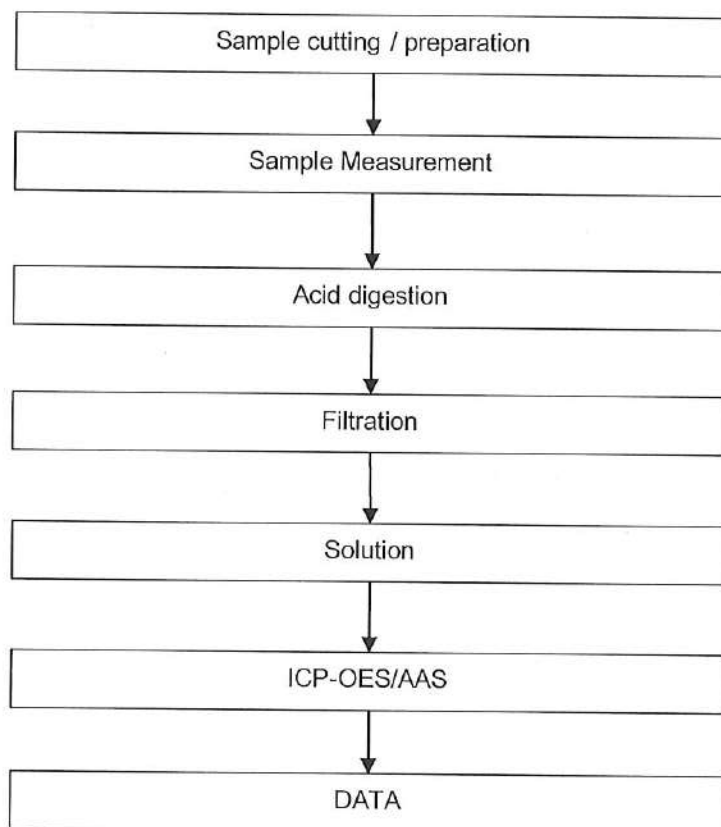 Sample cutting / preparation
Sample Measurement
Acid digestion
Filtration
Solution
ICP-OES/AAS
DATA